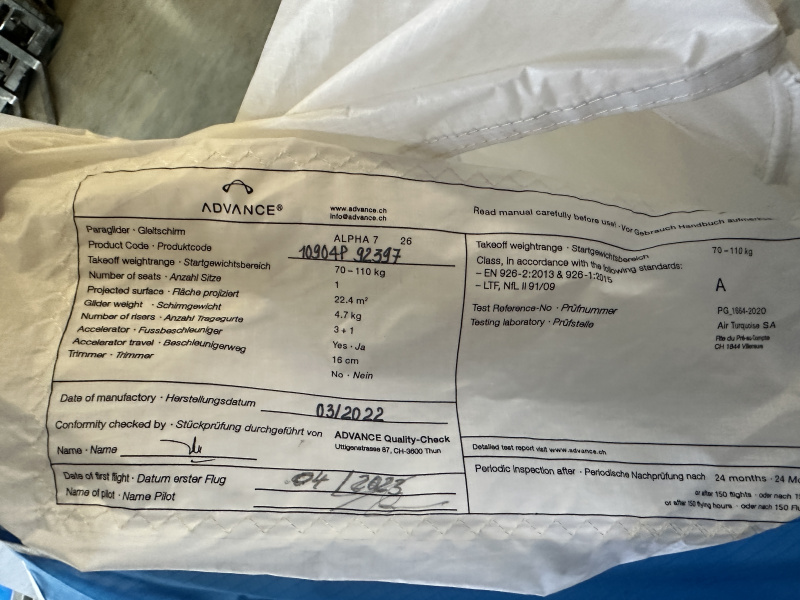 ADVANCE®
www.advance.ch
info@advance.ch
Read manual carefully before use! · Vor Gebrauch Handbuch
Paraglider · Gleitschirm ALPHA 7 26
Product Code · Produktcode 10904P 92397
Takeoff weightrange · Startgewichtsbereich 70 – 110 kg
Number of seats · Anzahl Sitze 1
Projected surface · Fläche projiziert 22.4 m²
Glider weight · Schirmgewicht 4.7 kg
Number of risers · Anzahl Tragegurte 3 + 1
Accelerator · Fussbeschleuniger Yes · Ja
Accelerator travel · Beschleunigerweg 16 cm
Trimmer · Trimmer No · Nein
Date of manufactory · Herstellungsdatum 03/2022
Conformity checked by · Stückprüfung durchgeführt von ADVANCE Quality-Check
Uttigenstrasse 87, CH-3600 Thun
Name · Name
Date of first flight · Datum erster Flug 04/2023
Name of pilot · Name Pilot
Takeoff weightrange · Startgewichtsbereich 70 – 110 kg
Class, in accordance with the following standards:
– EN 926-2:2013 & 926-1:2015 A
– LTF, NfL II 91/09
Test Reference-No · Prüfnummer PG_1664-2020
Testing laboratory · Prüfstelle Air Turquoise SA
CH 1844 Villeneuve
Detailed test report visit www.advance.ch
Periodic inspection after · Periodische Nachprüfung nach 24 months · 24
or after 150 flights · oder nach
or after 150 flying hours · oder nach 150